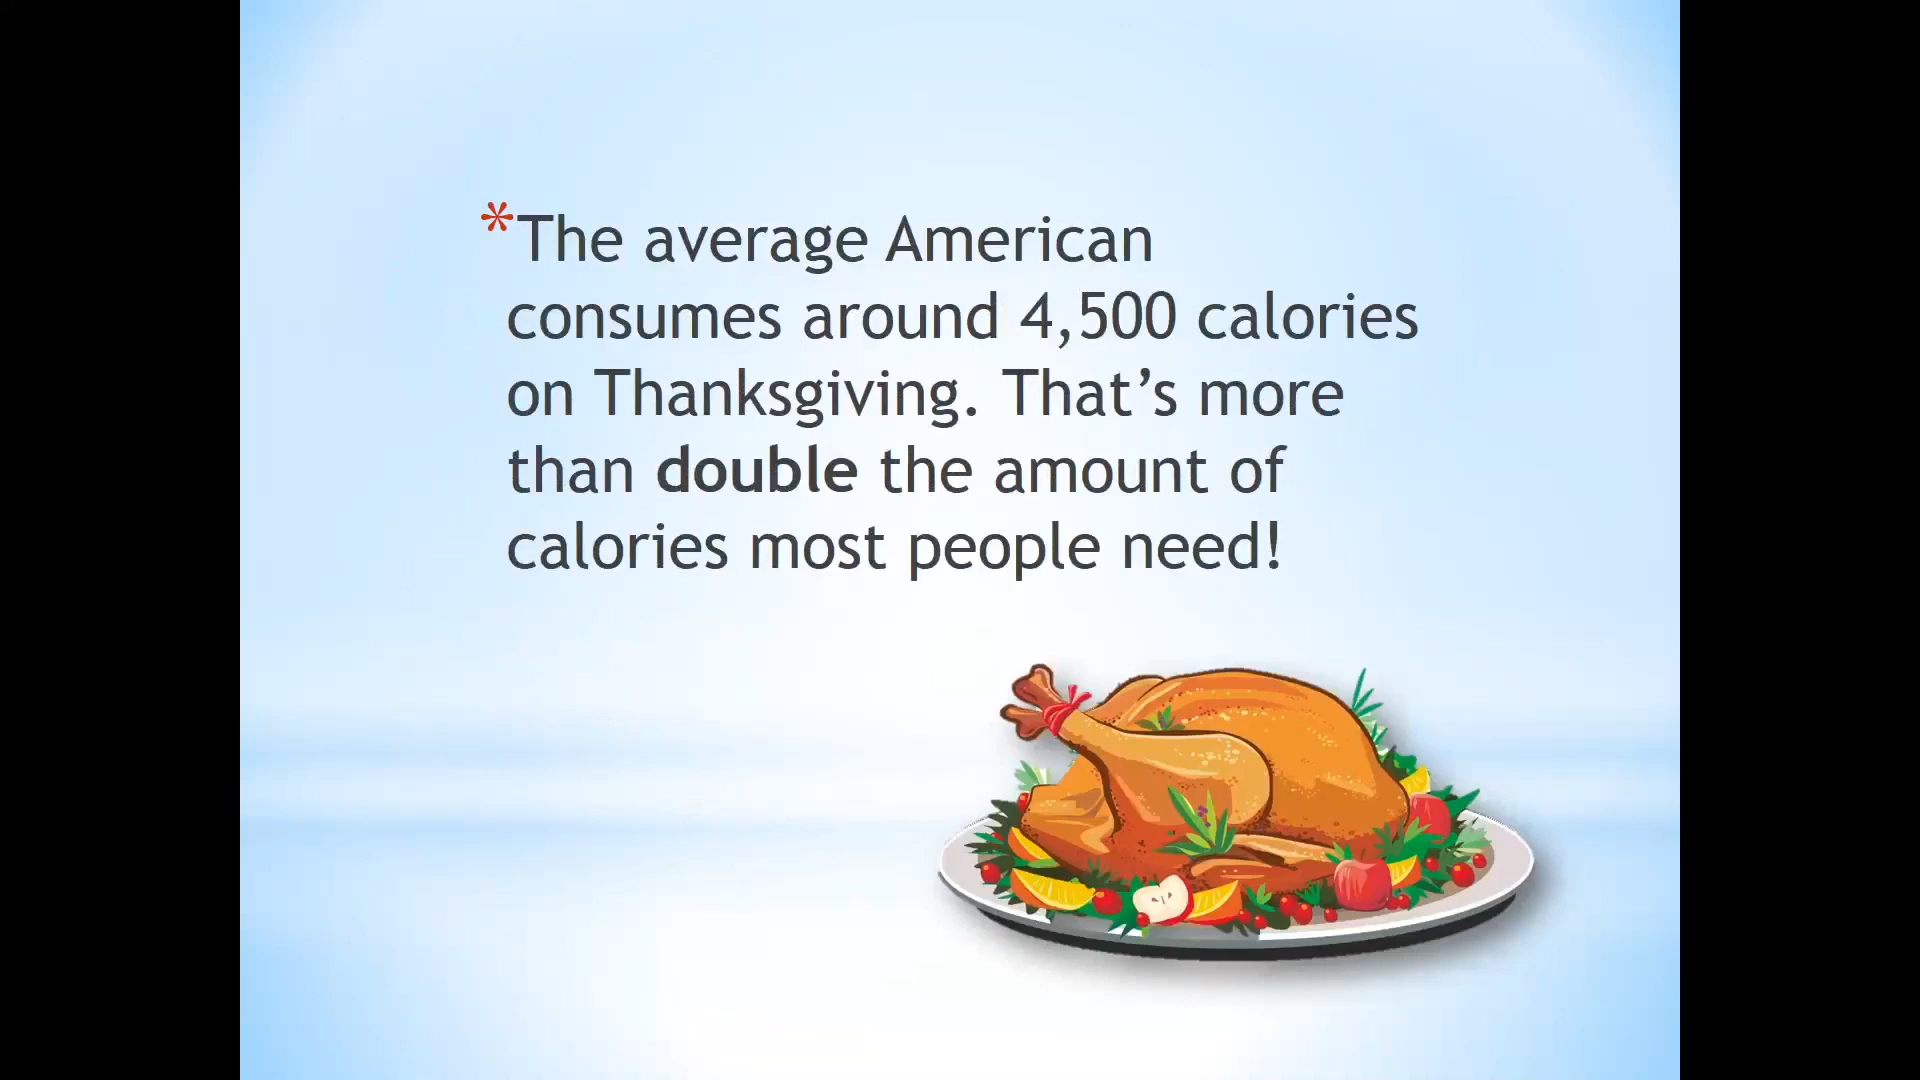 *The average American
consumes around 4,500 calories
on Thanksgiving. That’s more
than double the amount of
calories most people need!